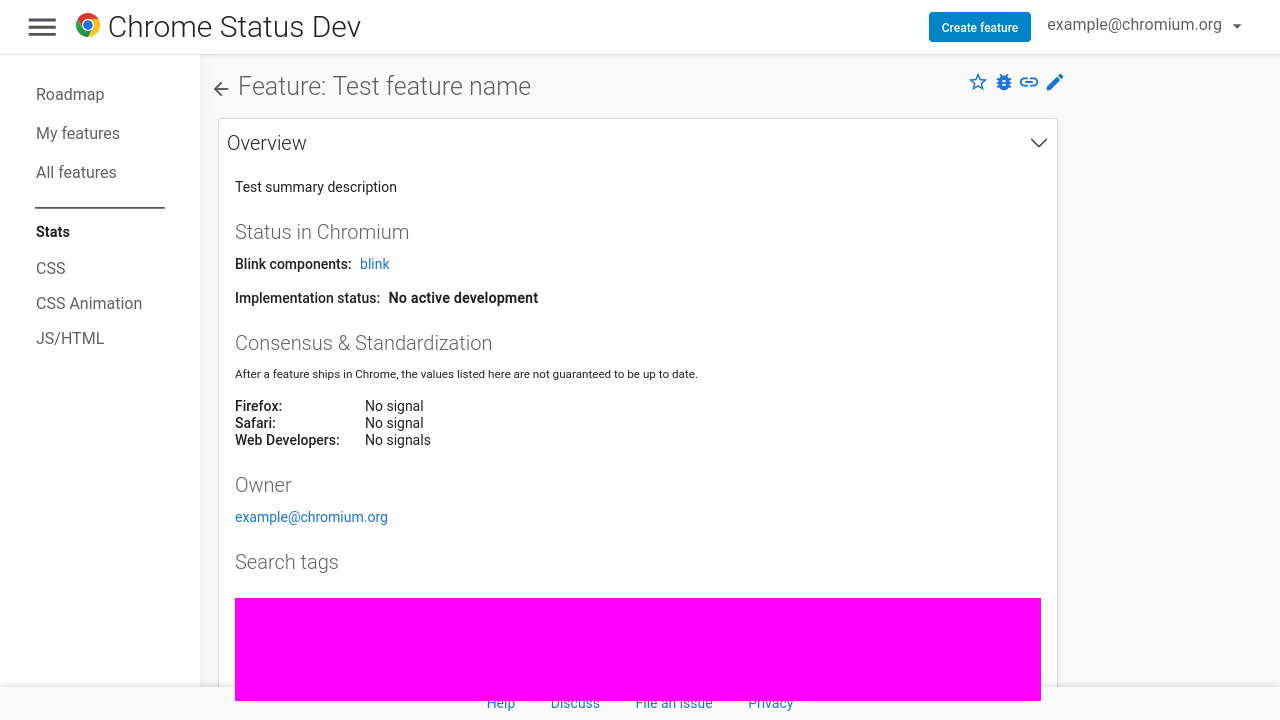 Chrome Status Dev
Create feature
example@chromium.org
Roadmap
My features
All features
Stats
CSS
CSS Animation
JS/HTML
Feature: Test feature name
Overview
Test summary description
Status in Chromium
Blink components: blink
Implementation status: No active development
Consensus & Standardization
After a feature ships in Chrome, the values listed here are not guaranteed to be up to date.
Firefox: No signal
Safari: No signal
Web Developers: No signals
Owner
example@chromium.org
Search tags
Help Discuss File an issue Privacy